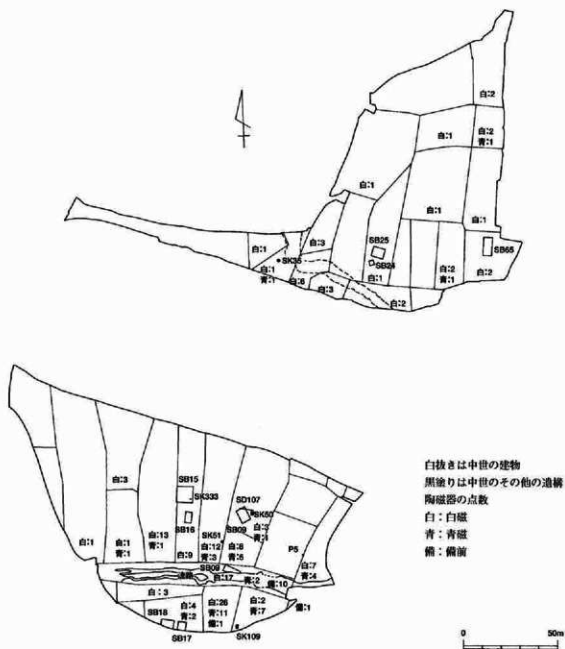 白:2
白:1
白:2
青:1
白:1
白:1
白:1
白:1
白:3
SB25
SB65
SK35
白:1
青:1
白:6
SB24
白:1
白:2
青:1
白:2
白:3
白:2
白抜きは中世の建物
黒塗りは中世のその他の遺構
陶磁器の点数
白:白磁
青:青磁
備:備前
白:3
SB15
SK333
SD107
SK50
SB16
SB09
白:3
青:1
白:1
白:1
青:1
白:13
青:1
白:9
SK51
白:12
青:3
白:8
青:5
P5
白:7
青:4
SB08
白:17
青:2
備:10
白:3
白:4
青:2
白:26
青:11
備:1
白:2
青:7
備:1
SB18
SB17
SK109
0 50m